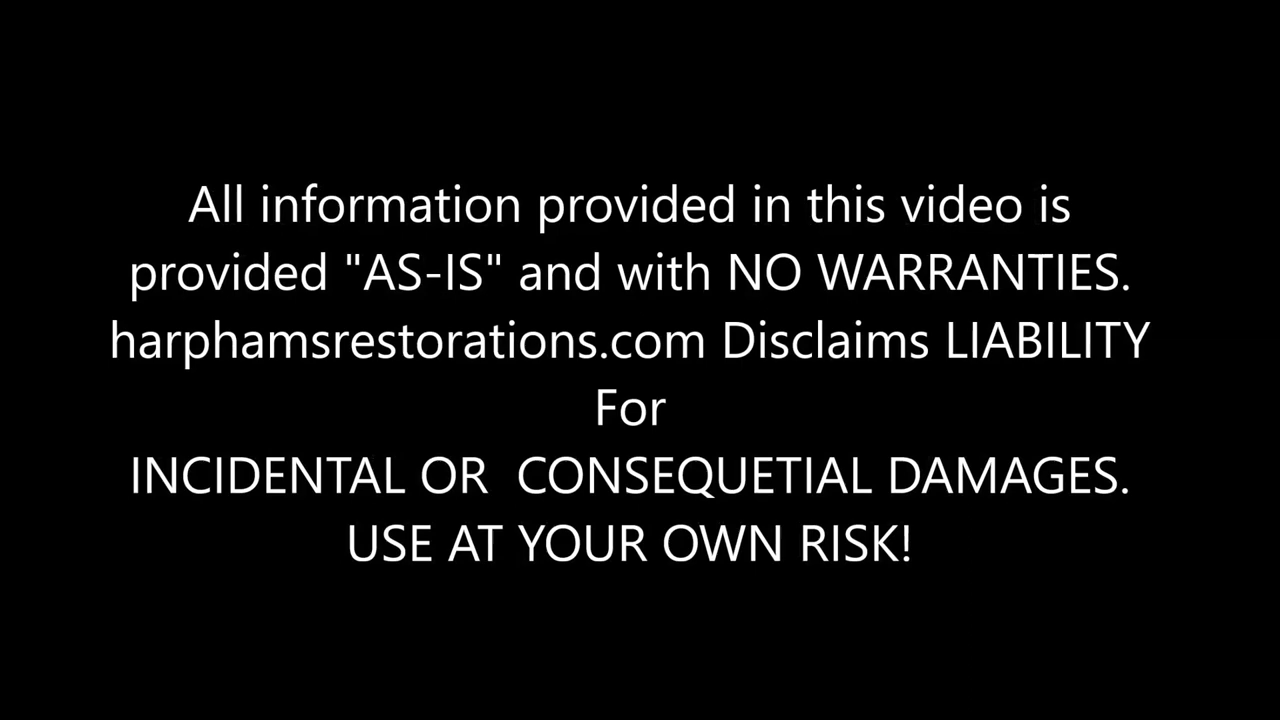 All information provided in this video is
provided "AS-IS" and with NO WARRANTIES.
harphamsrestorations.com Disclaims LIABILITY
For
INCIDENTAL OR  CONSEQUETIAL DAMAGES.
USE AT YOUR OWN RISK!